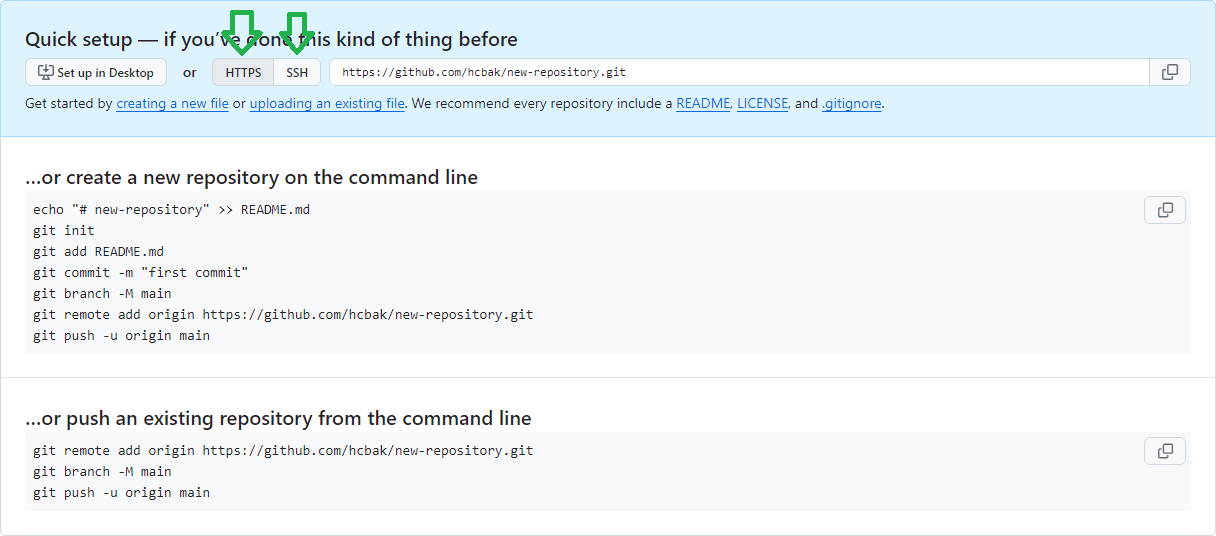 Quick setup — if you've done this kind of thing before
Set up in Desktop or HTTPS SSH https://github.com/hcbak/new-repository.git
Get started by creating a new file or uploading an existing file. We recommend every repository include a README, LICENSE, and .gitignore.
…or create a new repository on the command line
echo "# new-repository" >> README.md
git init
git add README.md
git commit -m "first commit"
git branch -M main
git remote add origin https://github.com/hcbak/new-repository.git
git push -u origin main
…or push an existing repository from the command line
git remote add origin https://github.com/hcbak/new-repository.git
git branch -M main
git push -u origin main